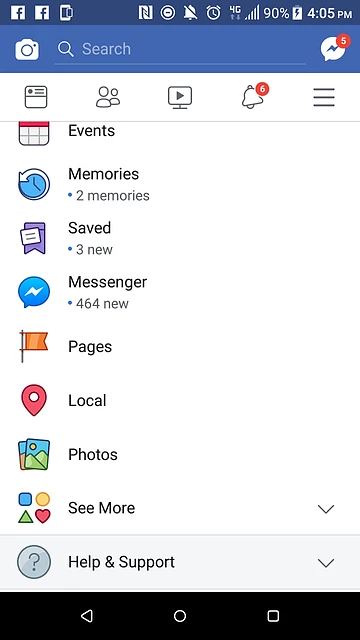 4G 90% 4:05 PM
Search
5
6
Events
Memories
• 2 memories
Saved
• 3 new
Messenger
• 464 new
Pages
Local
Photos
See More
Help & Support
?